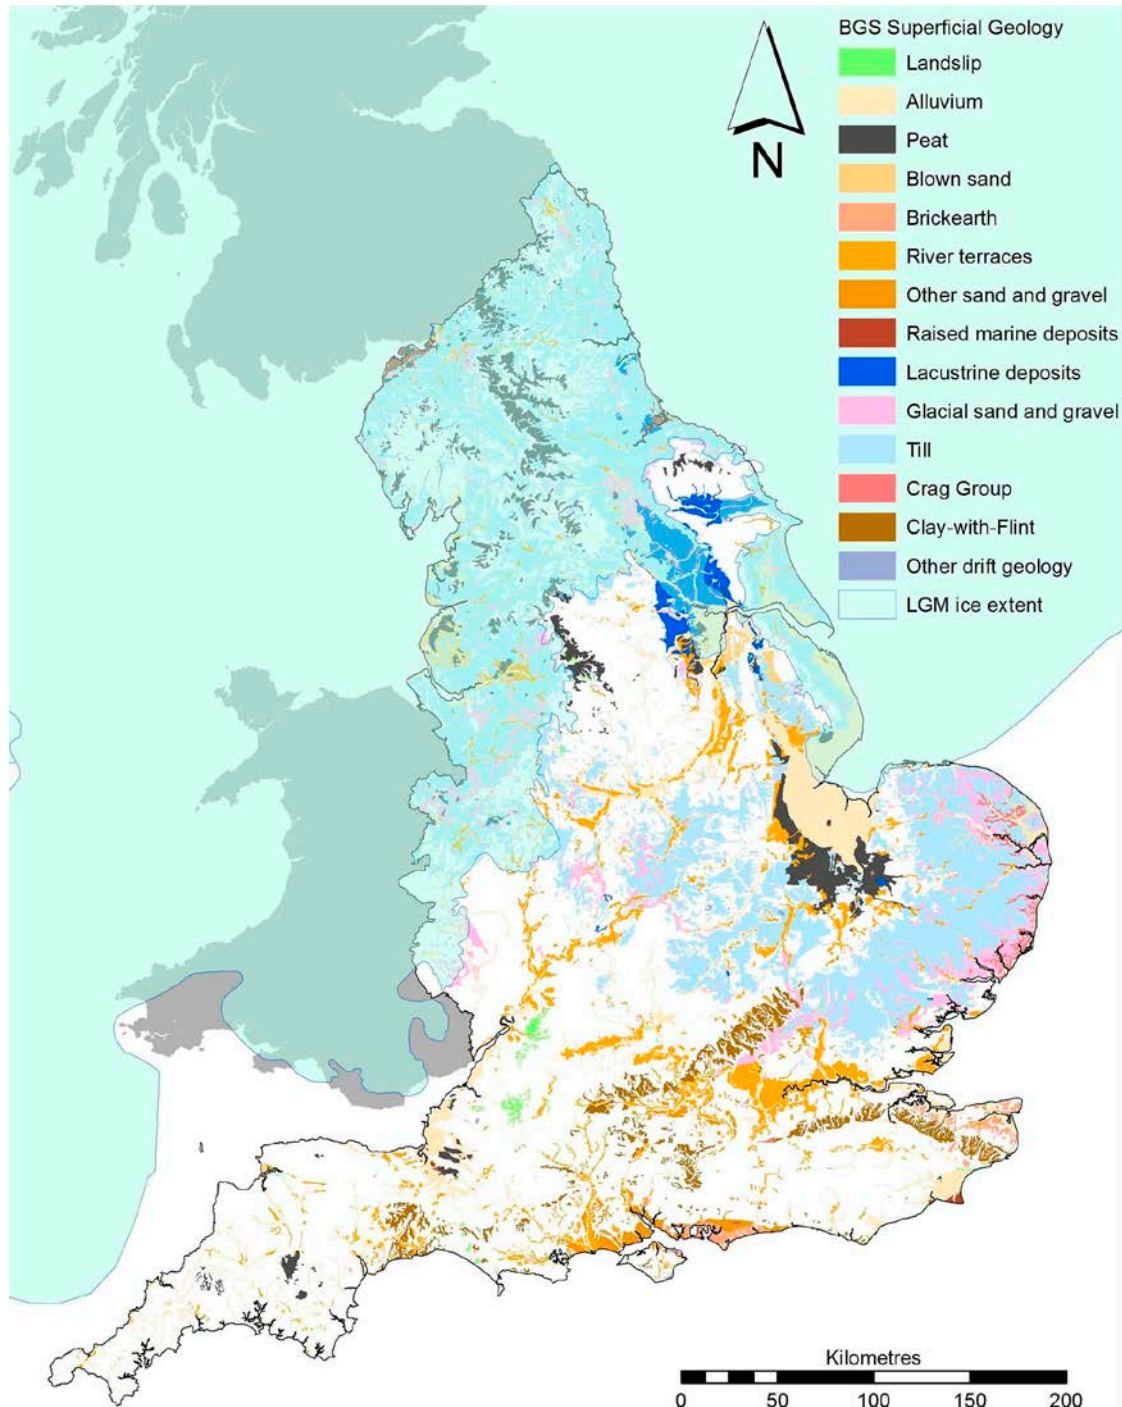 BGS Superficial Geology
Landslip
Alluvium
Peat
Blown sand
Brickearth
River terraces
Other sand and gravel
Raised marine deposits
Lacustrine deposits
Glacial sand and gravel
Till
Crag Group
Clay-with-Flint
Other drift geology
LGM ice extent
N
Kilometres
0 50 100 150 200